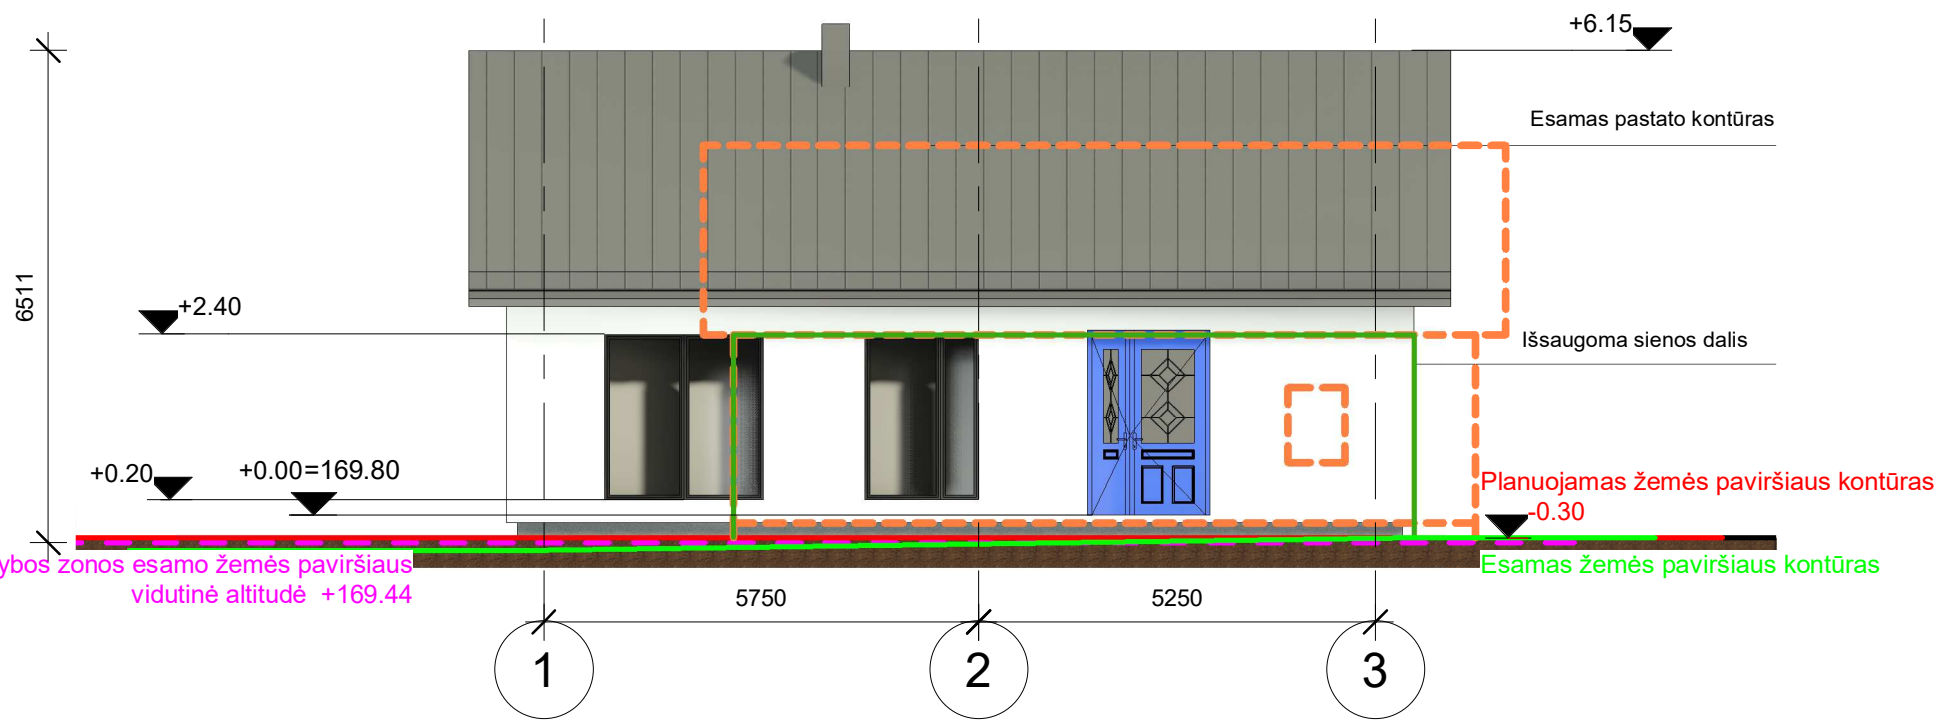 +6.15
Esamas pastato kontūras
6511
+2.40
Išsaugoma sienos dalis
+0.20
+0.00=169.80
Planuojamas žemės paviršiaus kontūras
-0.30
ybos zonos esamo žemės paviršiaus
vidutinė altitudė +169.44
Esamas žemės paviršiaus kontūras
5750
5250
1
2
3